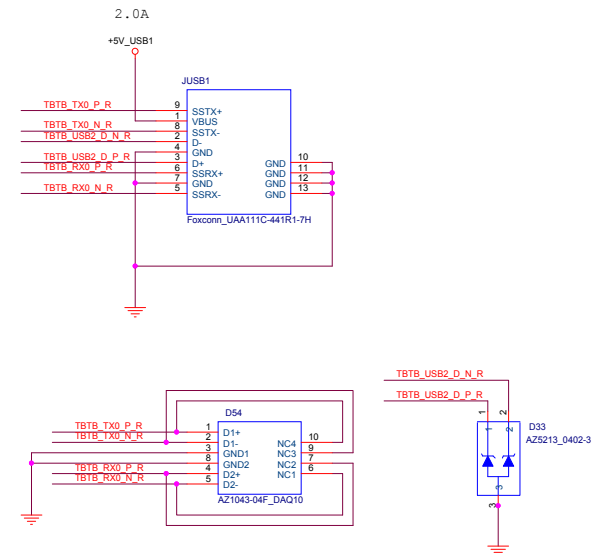 2.0A
+5V_USB1
JUSB1
TBTB_TX0_P_R 9 SSTX+
1 VBUS
TBTB_TX0_N_R 8 SSTX-
TBTB_USB2_D_N_R 2 D-
4 GND
TBTB_USB2_D_P_R 3 D+ GND 10
TBTB_RX0_P_R 6 SSRX+ GND 11
7 GND GND 12
TBTB_RX0_N_R 5 SSRX- GND 13
Foxconn_UAA111C-441R1-7H
TBTB_USB2_D_N_R
TBTB_USB2_D_P_R
1 2
D33
1 2
AZ5213_0402-3
3
3
D54
TBTB_TX0_P_R 1 D1+
TBTB_TX0_N_R 2 D1- NC4 10
3 GND1 NC3 9
8 GND2 NC2 7
TBTB_RX0_P_R 4 D2+ NC1 6
TBTB_RX0_N_R 5 D2-
AZ1043-04F_DAQ10